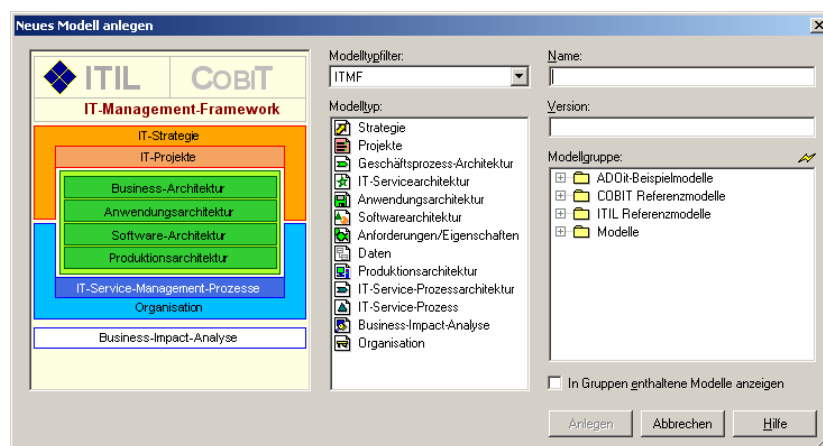 Neues Modell anlegen
ITIL COBIT
IT-Management-Framework
IT-Strategie
IT-Projekte
Business-Architektur
Anwendungsarchitektur
Software-Architektur
Produktionsarchitektur
IT-Service-Management-Prozesse
Organisation
Business-Impact-Analyse
Modelltypfilter:
ITMF
Modelltyp:
Strategie
Projekte
Geschäftsprozess-Architektur
IT-Servicearchitektur
Anwendungsarchitektur
Softwarearchitektur
Anforderungen/Eigenschaften
Daten
Produktionsarchitektur
IT-Service-Prozessarchitektur
IT-Service-Prozess
Business-Impact-Analyse
Organisation
Name:
Version:
Modellgruppe:
ADOit-Beispielmodelle
COBIT Referenzmodelle
ITIL Referenzmodelle
Modelle
In Gruppen enthaltene Modelle anzeigen
Anlegen Abbrechen Hilfe